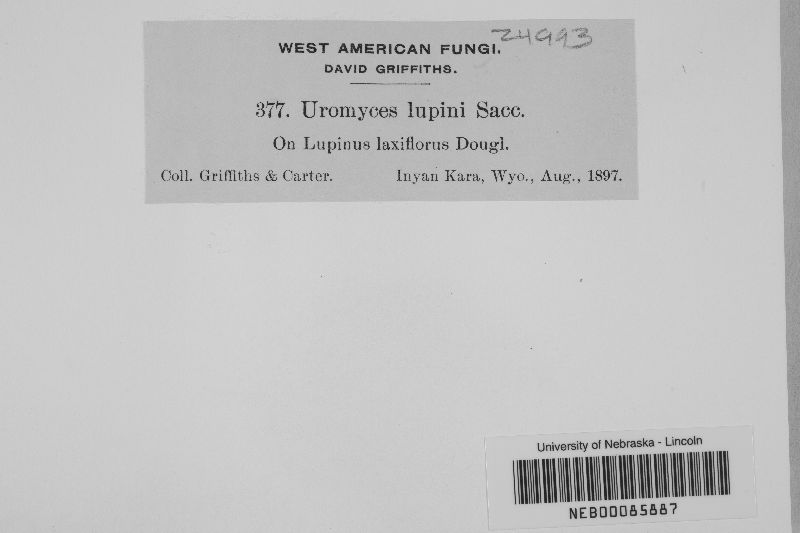 24993
WEST AMERICAN FUNGI.
DAVID GRIFFITHS.
377. Uromyces lupini Sacc.
On Lupinus laxiflorus Dougl.
Coll. Griffiths & Carter. Inyan Kara, Wyo., Aug., 1897.
University of Nebraska - Lincoln
NEB00085887